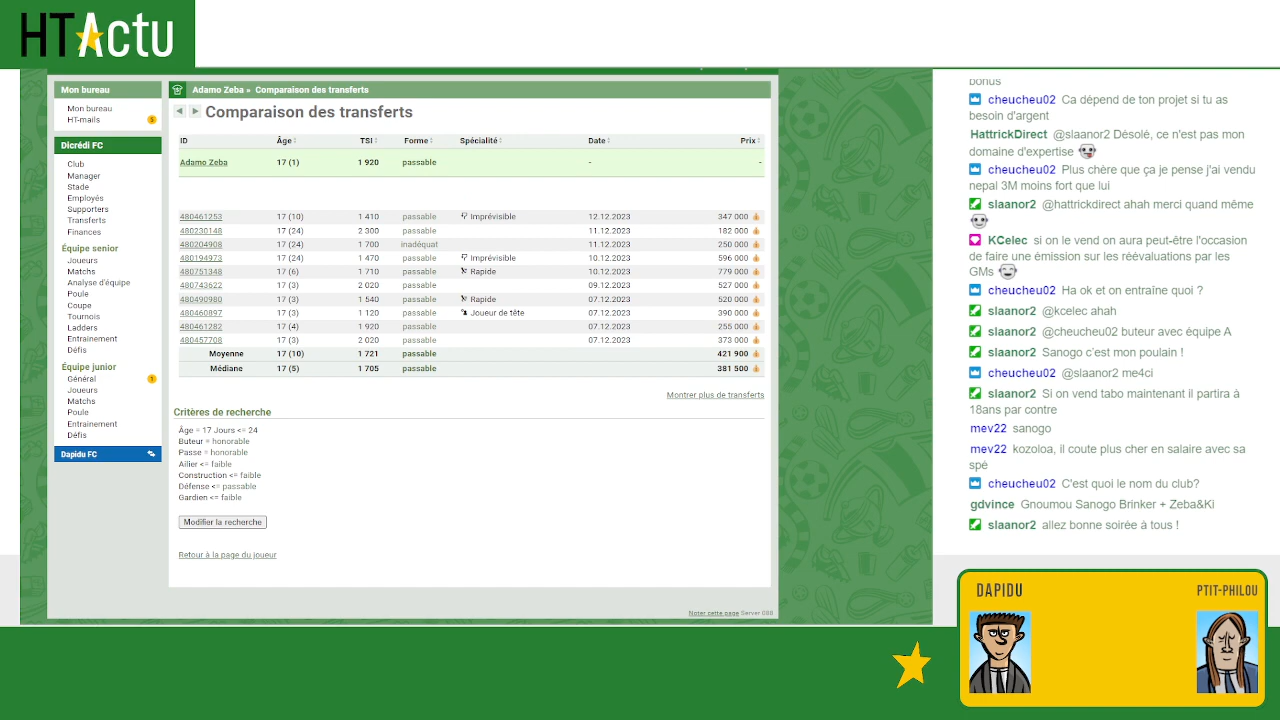 HTActu
Mon bureau
Mon bureau
HT-mails
Dicrédi FC
Club
Manager
Stade
Employés
Supporters
Transferts
Finances
Équipe senior
Joueurs
Matchs
Analyse d'équipe
Poule
Coupe
Tournois
Ladders
Entrainement
Défis
Équipe junior
Général
Joueurs
Matchs
Poule
Entrainement
Défis
Dapidu FC
Adamo Zeba » Comparaison des transferts
Comparaison des transferts
ID Âge TSI Forme Spécialité Date Prix
Adamo Zeba 17 (1) 1 920 passable - -
480461253 17 (10) 1 410 passable Imprévisible 12.12.2023 347 000
480230148 17 (24) 2 300 passable 11.12.2023 182 000
480204908 17 (24) 1 700 inadéquat 11.12.2023 250 000
480194973 17 (24) 1 470 passable Imprévisible 10.12.2023 596 000
480751348 17 (6) 1 710 passable Rapide 10.12.2023 779 000
480743622 17 (3) 2 020 passable 09.12.2023 527 000
480490980 17 (3) 1 540 passable Rapide 07.12.2023 520 000
480460897 17 (3) 1 120 passable Joueur de tête 07.12.2023 390 000
480461282 17 (4) 1 920 passable 07.12.2023 255 000
480457708 17 (3) 2 020 passable 07.12.2023 373 000
Moyenne 17 (10) 1 721 passable 421 900
Médiane 17 (5) 1 705 passable 381 500
Montrer plus de transferts
Critères de recherche
Âge = 17 Jours <= 24
Buteur = honorable
Passe = honorable
Ailier <= faible
Construction <= faible
Défense <= passable
Gardien <= faible
Modifier la recherche
Retour à la page du joueur
Noter cette page Server 088
bonus
cheucheu02 Ca dépend de ton projet si tu as
besoin d'argent
HattrickDirect @slaanor2 Désolé, ce n'est pas mon
domaine d'expertise
cheucheu02 Plus chère que ça je pense j'ai vendu
nepal 3M moins fort que lui
slaanor2 @hattrickdirect ahah merci quand même
KCelec si on le vend on aura peut-être l'occasion
de faire une émission sur les réévaluations par les
GMs
cheucheu02 Ha ok et on entraîne quoi ?
slaanor2 @kcelec ahah
slaanor2 @cheucheu02 buteur avec équipe A
slaanor2 Sanogo c'est mon poulain !
cheucheu02 @slaanor2 me4ci
slaanor2 Si on vend tabo maintenant il partira à
18ans par contre
mev22 sanogo
mev22 kozoloa, il coute plus cher en salaire avec sa
spé
cheucheu02 C'est quoi le nom du club?
gdvince Gnoumou Sanogo Brinker + Zeba&Ki
slaanor2 allez bonne soirée à tous !
DAPIDU
PTIT-PHILOU